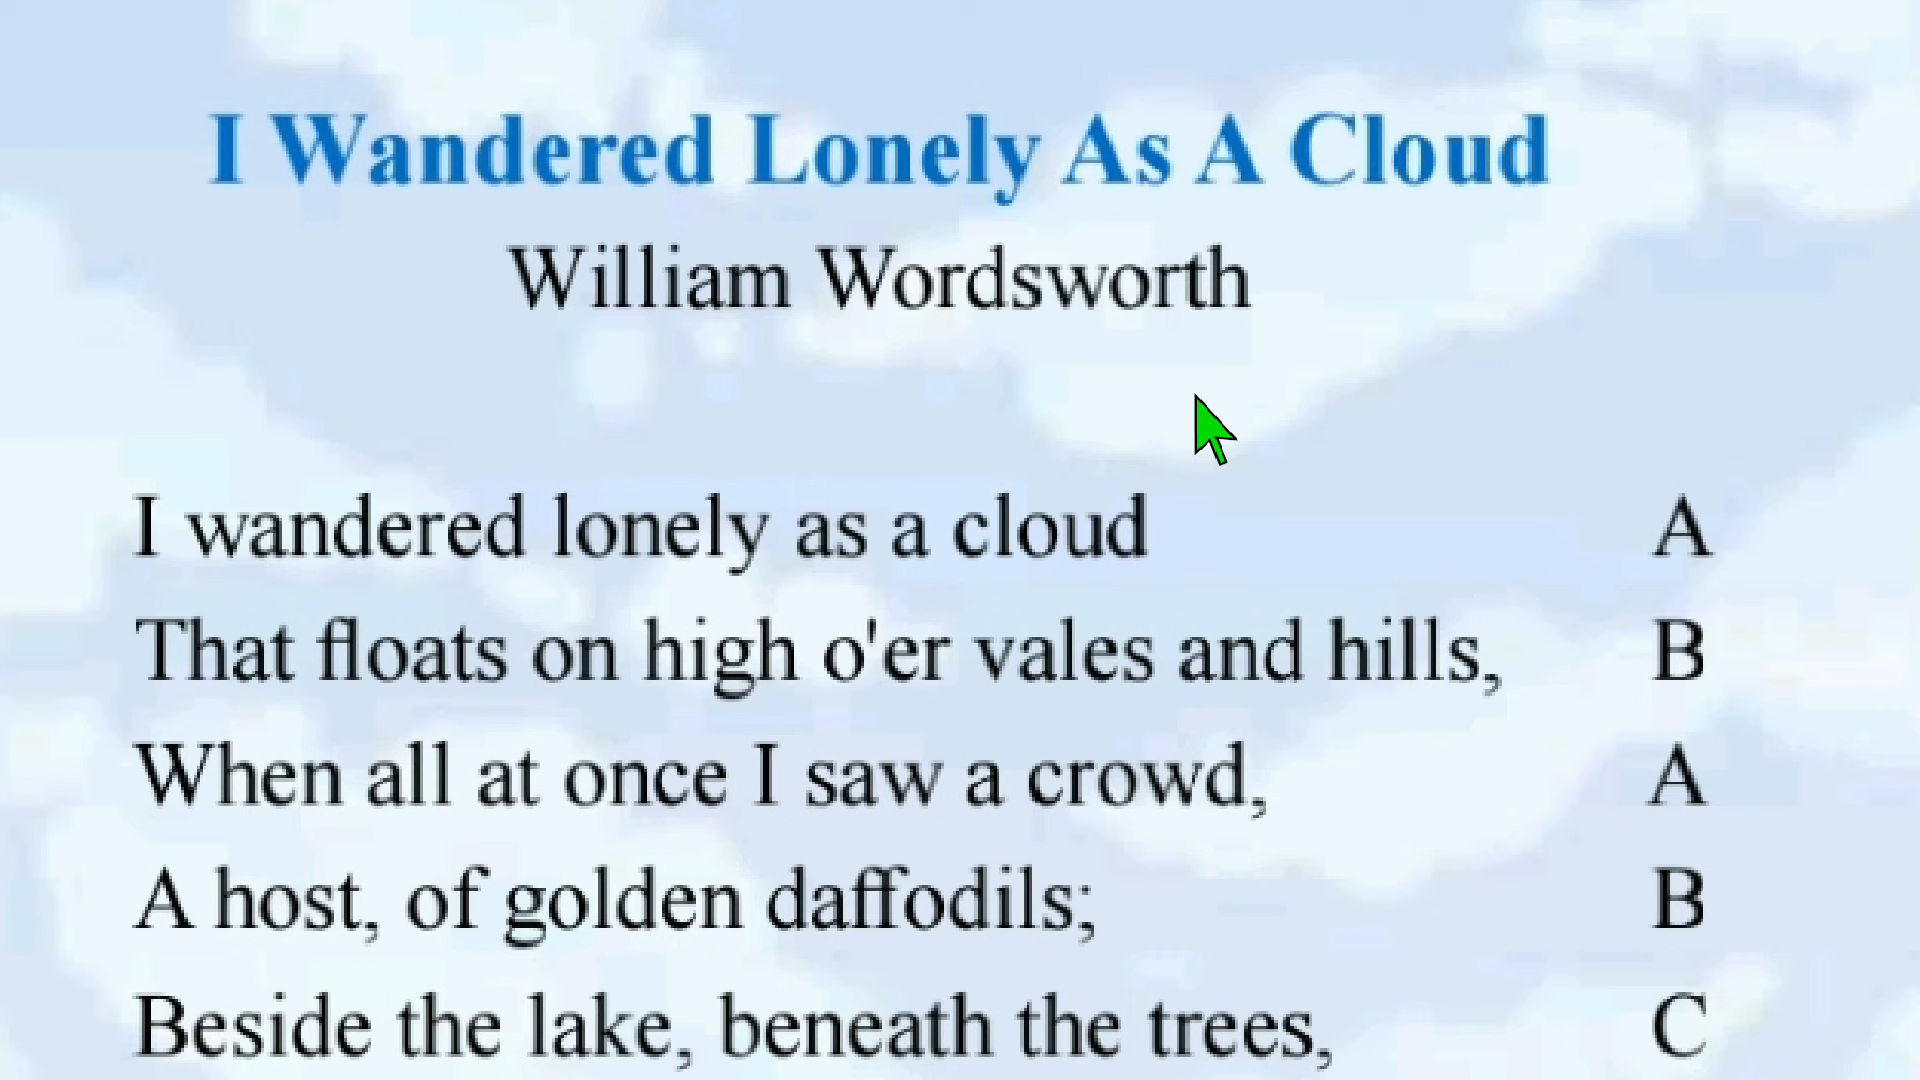 I Wandered Lonely As A Cloud
William Wordsworth
I wandered lonely as a cloud A
That floats on high o'er vales and hills, B
When all at once I saw a crowd, A
A host, of golden daffodils; B
Beside the lake, beneath the trees, C